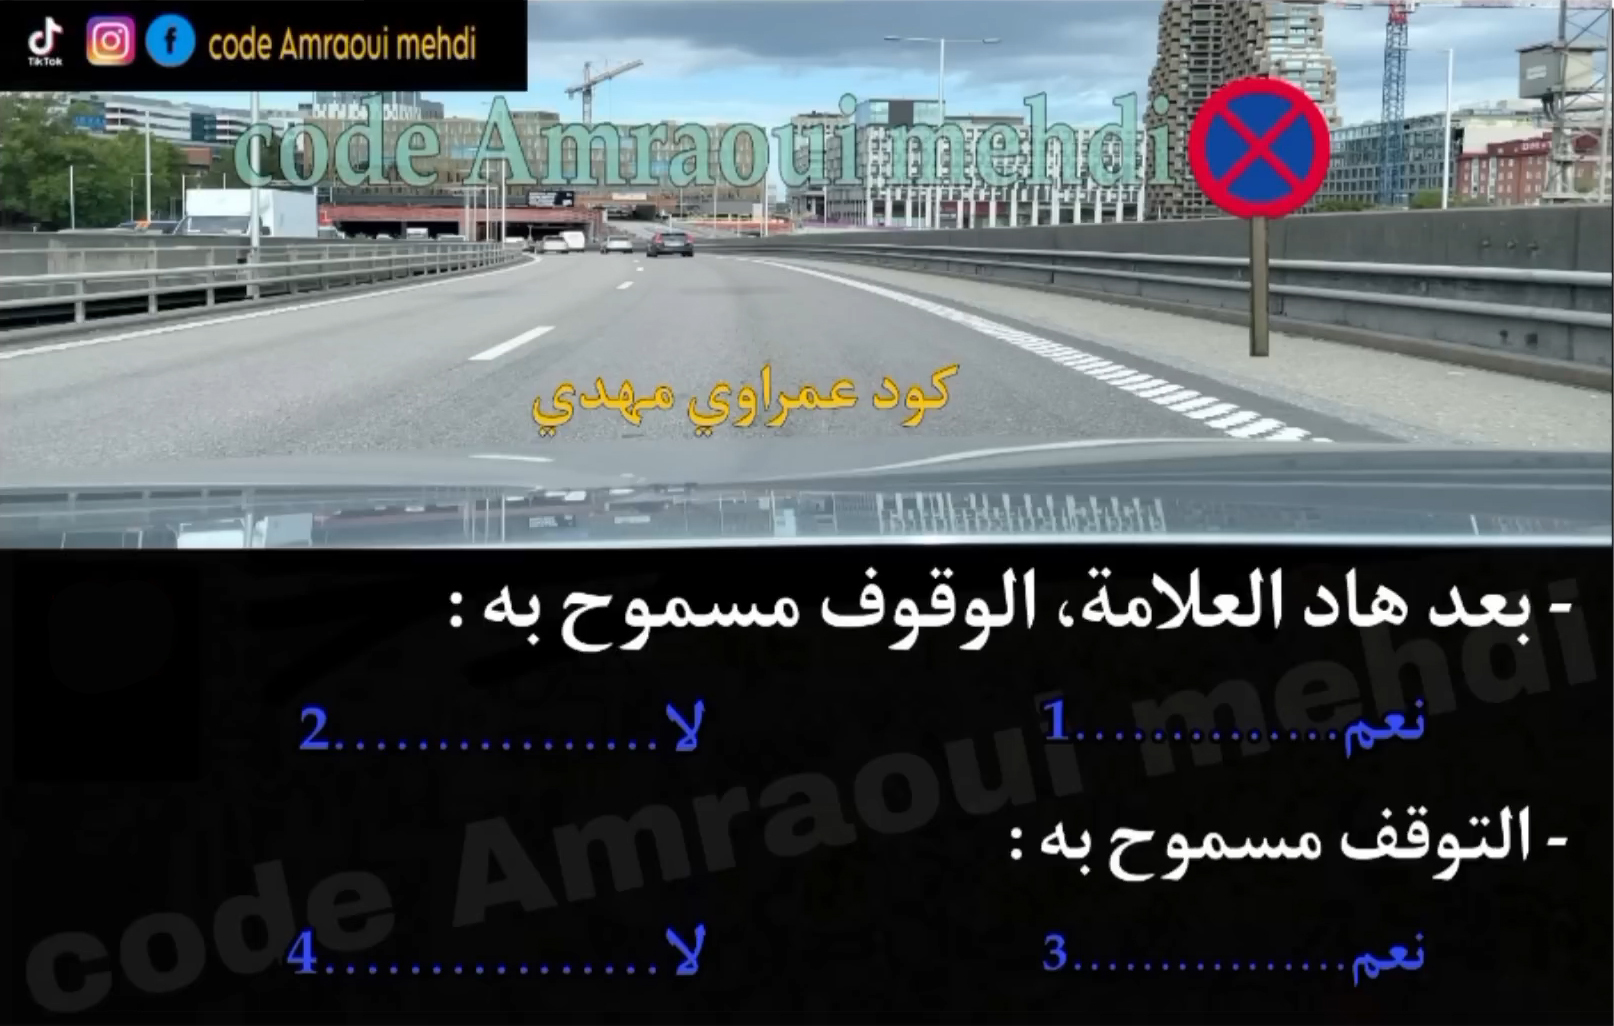 TikTok
code Amraoui mehdi
code Amraoui mehdi
كود عمراوي مهدي
- بعد هاد العلامة، الوقوف مسموح به :
نعم..............1 لا.................2
- التوقف مسموح به :
نعم...............3 لا..................4
code Amraoui mehdi